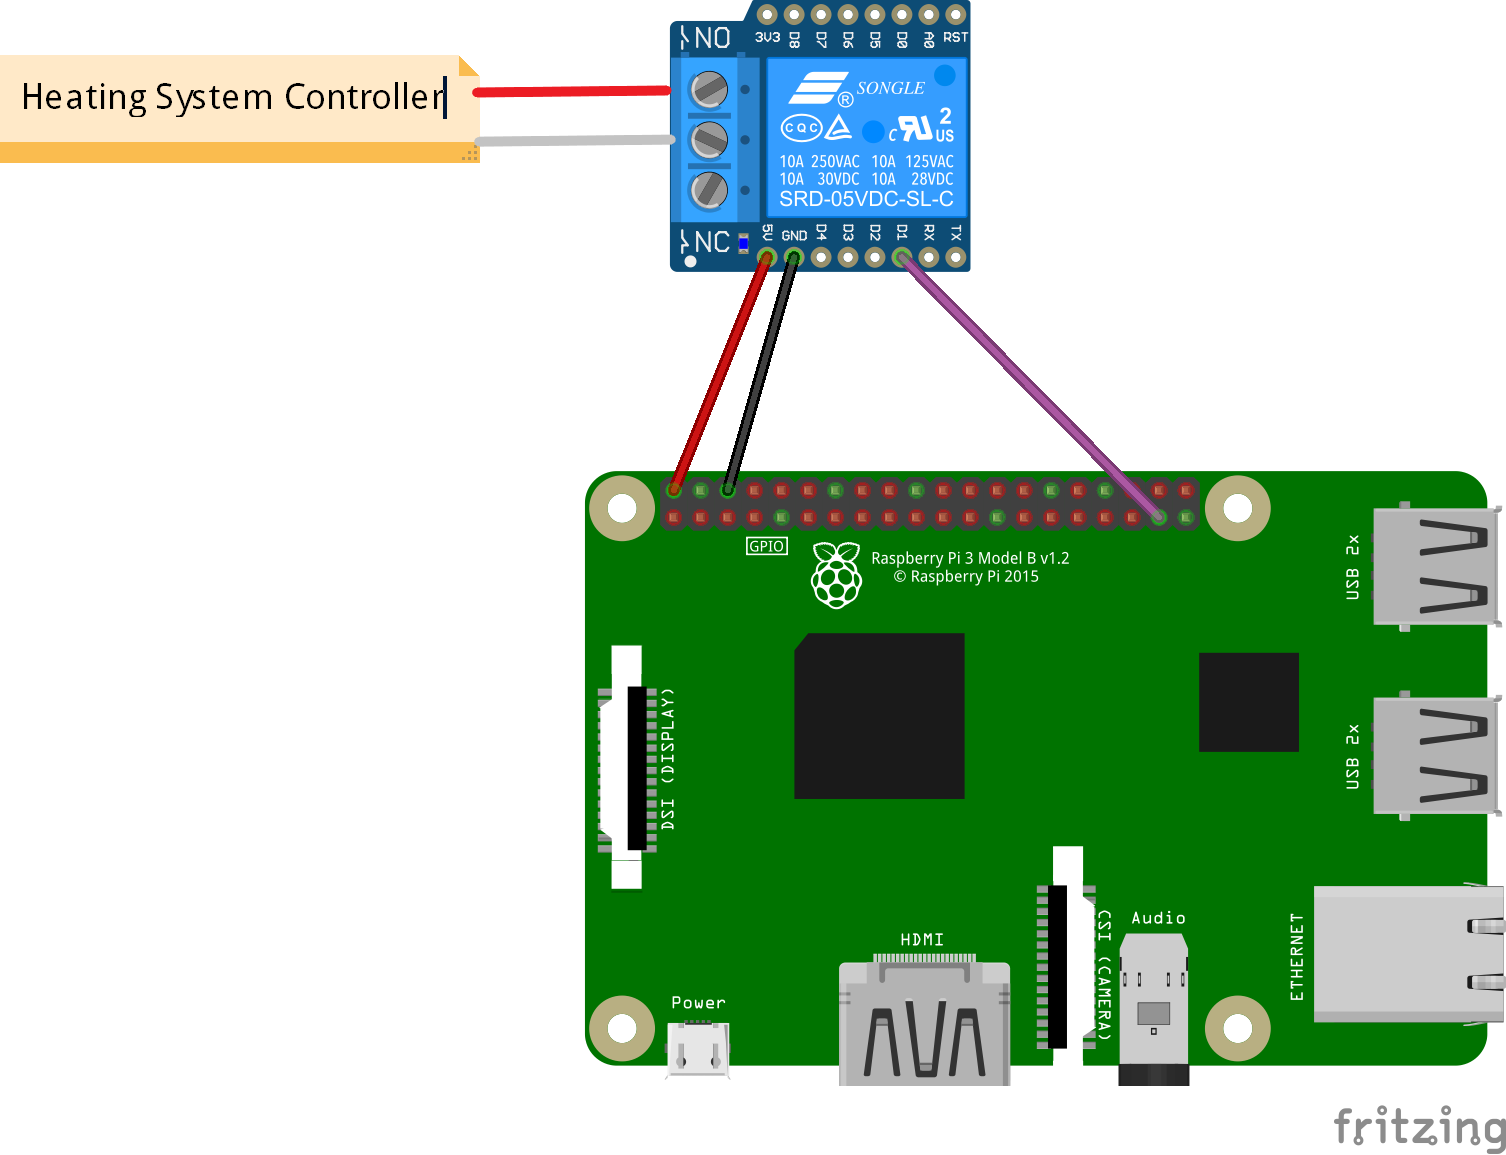 NO
3V3 D8 D7 D6 D5 D0 A0 RST
Heating System Controller
® SONGLE
CQC c RU 2 US
10A 250VAC 10A 125VAC
10A 30VDC 10A 28VDC
SRD-05VDC-SL-C
NC
5V GND D4 D3 D2 D1 RX TX
GPIO
Raspberry Pi 3 Model B v1.2
© Raspberry Pi 2015
USB 2x
DSI (DISPLAY)
USB 2x
HDMI
CSI (CAMERA)
Audio
ETHERNET
Power
fritzing